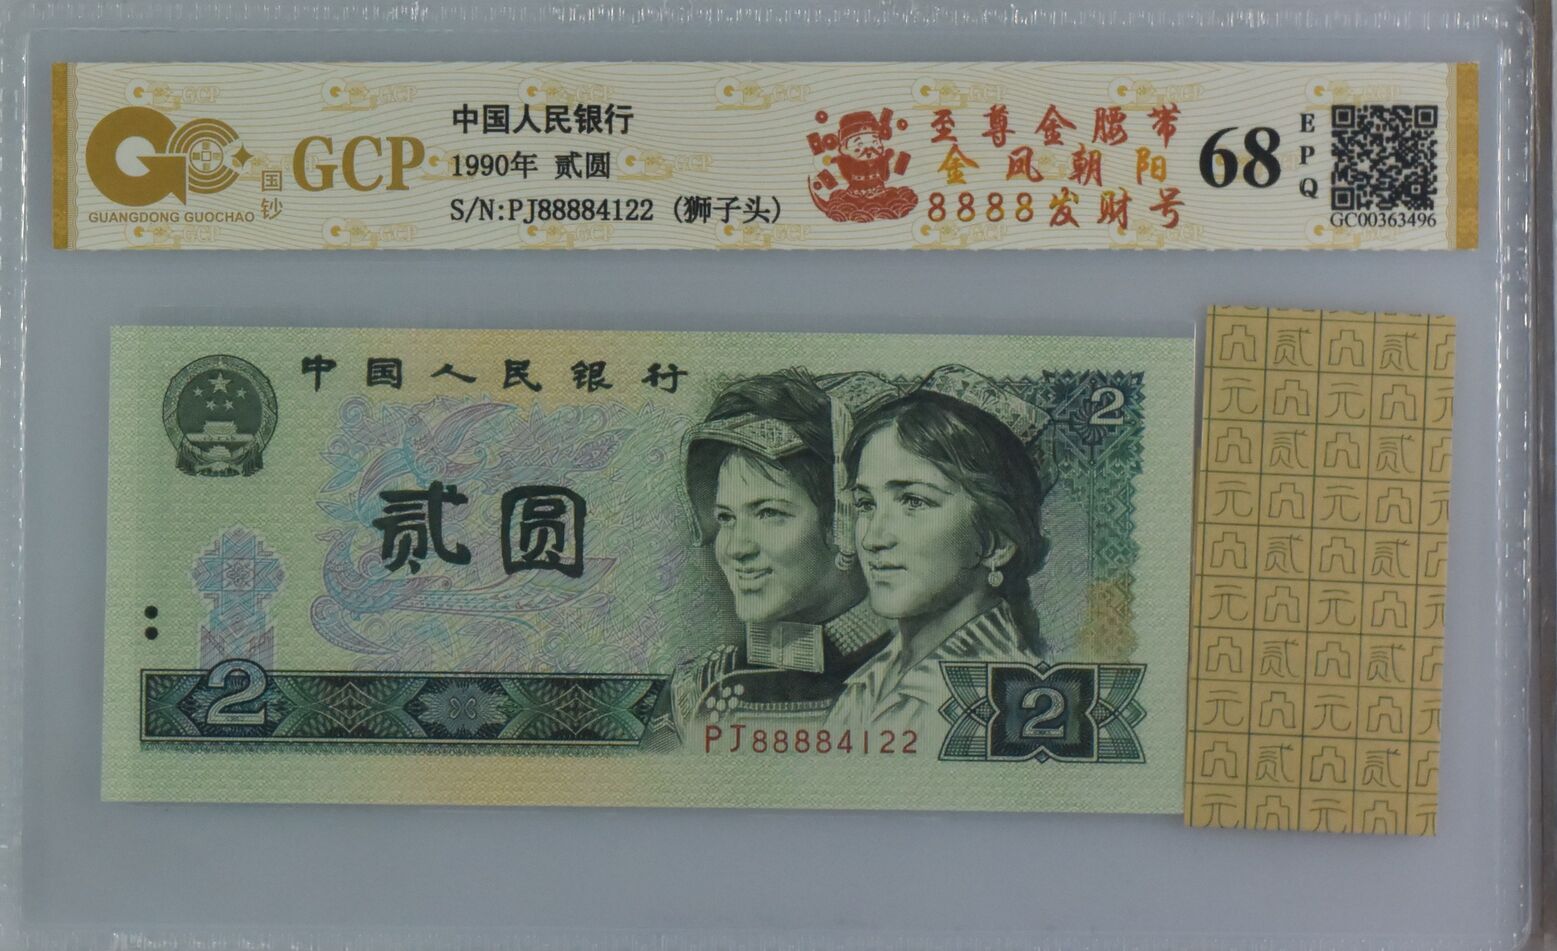 GCP
国钞
GUANGDONG GUOCHAO
中国人民银行
1990年 贰圆
S/N:PJ88884122 (狮子头)
至尊金腰带
金凤朝阳
8888发财号
68
EPQ
GC00363496
中国人民银行
2
贰圆
2
PJ88884122
2